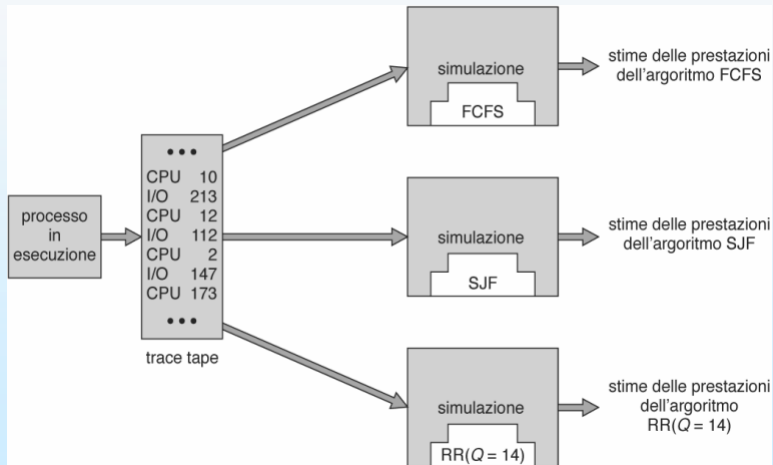 processo
in
esecuzione
•••
CPU 10
I/O 213
CPU 12
I/O 112
CPU 2
I/O 147
CPU 173
•••
trace tape
simulazione
FCFS
stime delle prestazioni
dell'argoritmo FCFS
simulazione
SJF
stime delle prestazioni
dell'argoritmo SJF
simulazione
RR(Q = 14)
stime delle prestazioni
dell'argoritmo
RR(Q = 14)